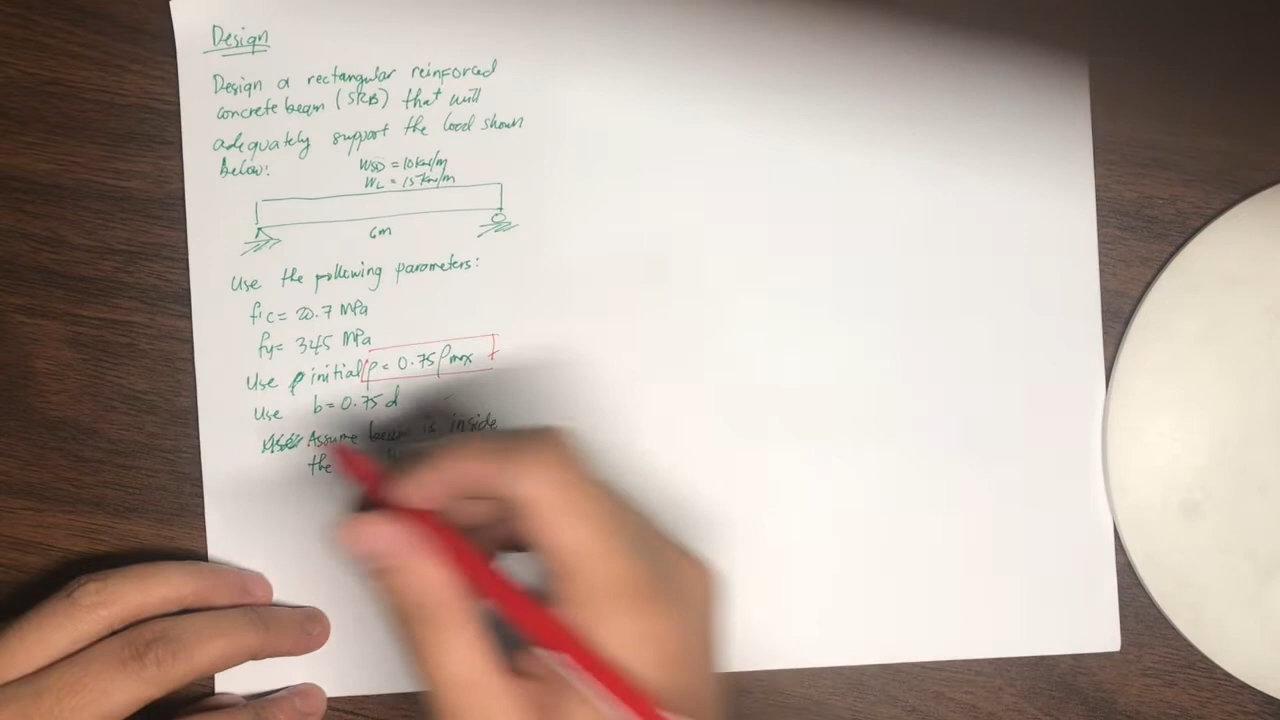 Design
Design a rectangular reinforced
concrete beam (SRB) that will
adequately support the load shown
below:
WSD = 10kN/m
WL = 15kN/m
6m
Use the following parameters:
f'c = 20.7 MPa
fy = 345 MPa
Use ρ initial ρ = 0.75 ρmax
Use b = 0.75 d
Assume beam is inside
the